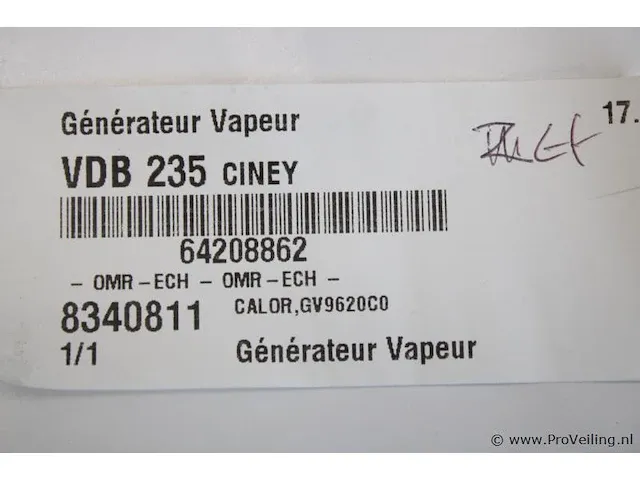 17.
Générateur Vapeur
VDB 235 CINEY
64208862
- OMR-ECH - OMR-ECH -
8340811 CALOR,GV9620C0
1/1 Générateur Vapeur
© www.ProVeiling.nl